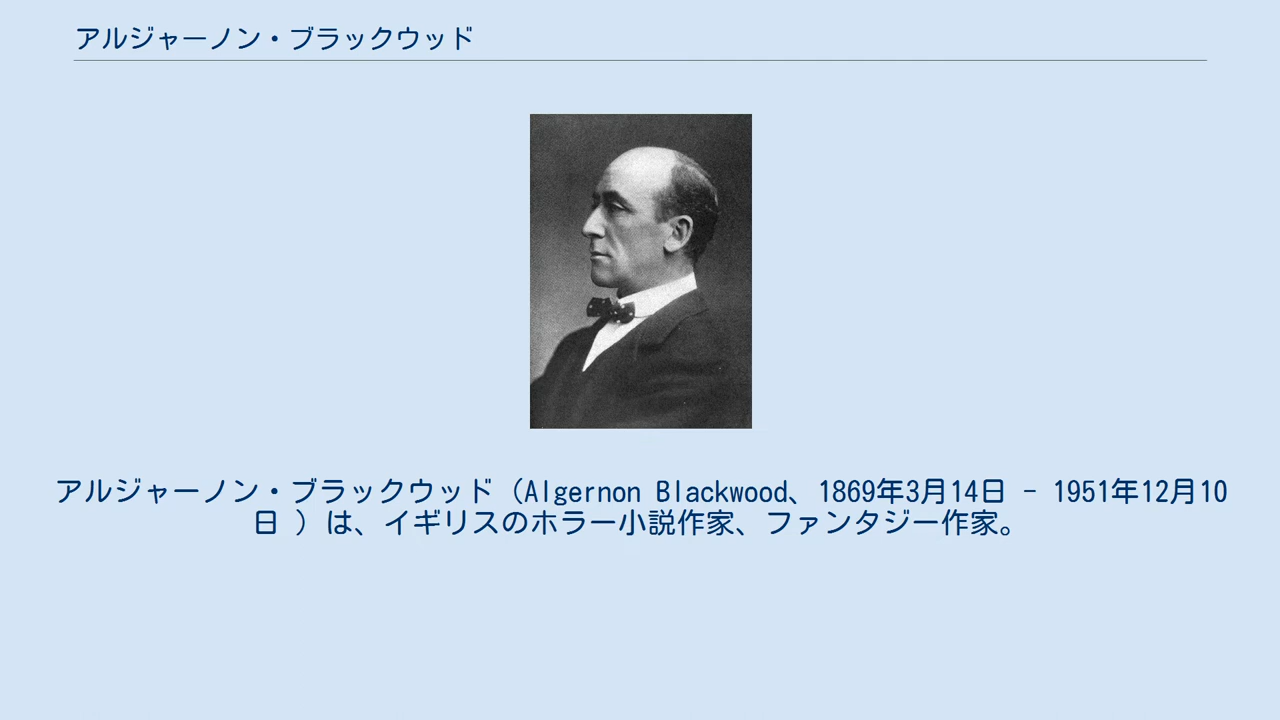 アルジャーノン・ブラックウッド
アルジャーノン・ブラックウッド（Algernon Blackwood、1869年3月14日 - 1951年12月10
日 ）は、イギリスのホラー小説作家、ファンタジー作家。